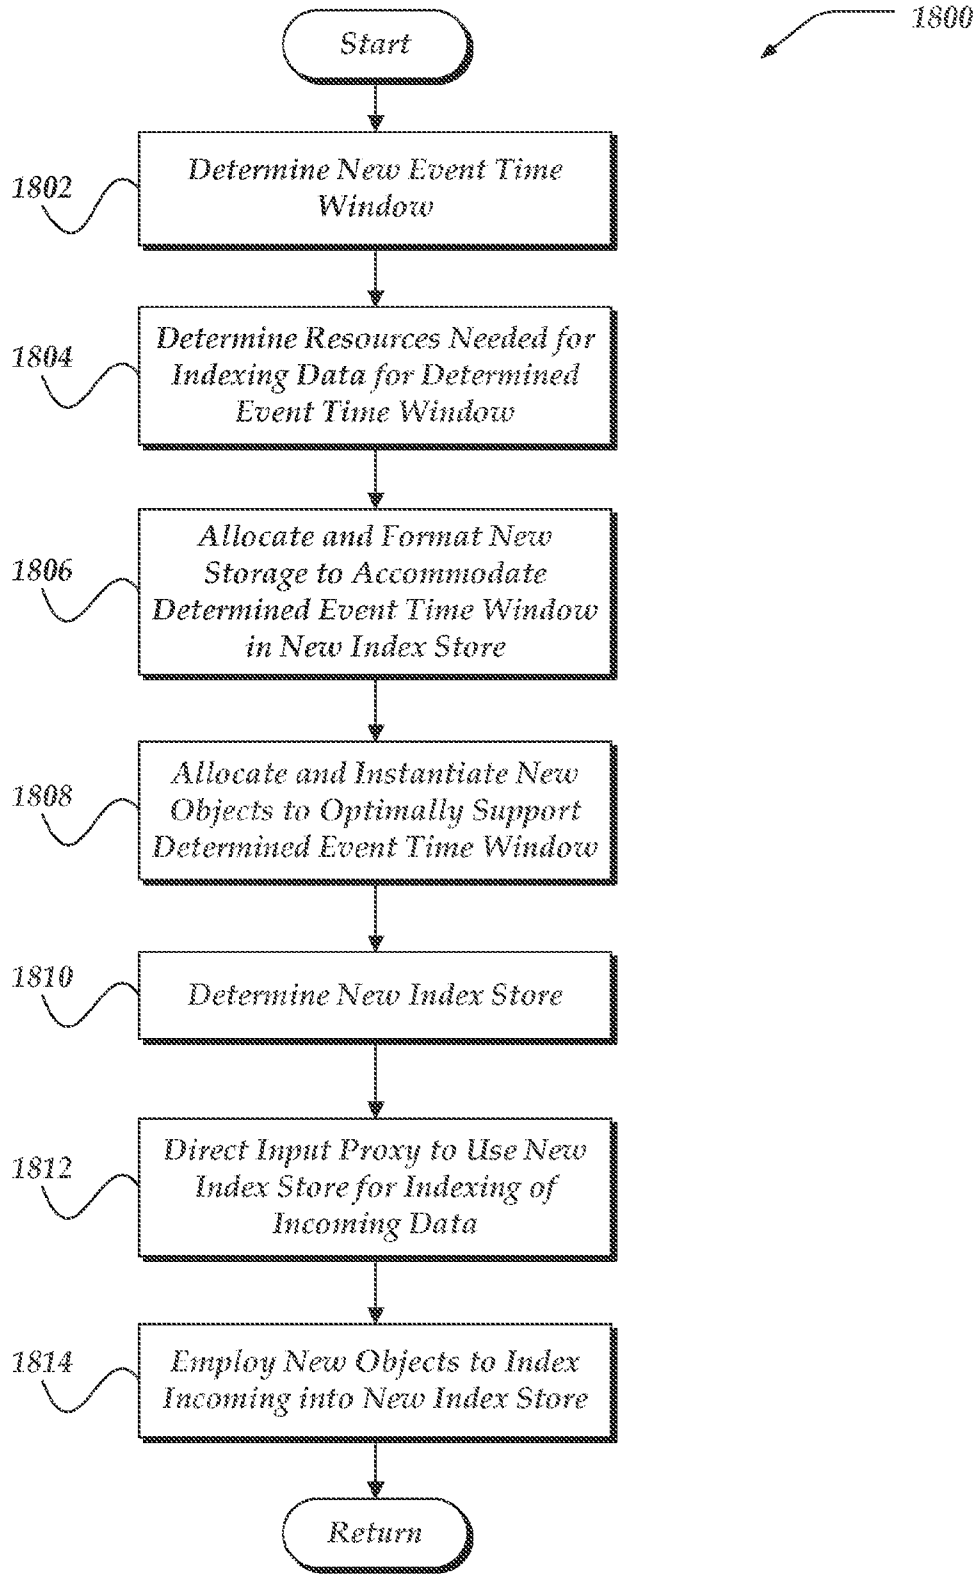 1800
Start
1802
Determine New Event Time
Window
1804
Determine Resources Needed for
Indexing Data for Determined
Event Time Window
1806
Allocate and Format New
Storage to Accommodate
Determined Event Time Window
in New Index Store
1808
Allocate and Instantiate New
Objects to Optimally Support
Determined Event Time Window
1810
Determine New Index Store
1812
Direct Input Proxy to Use New
Index Store for Indexing of
Incoming Data
1814
Employ New Objects to Index
Incoming into New Index Store
Return